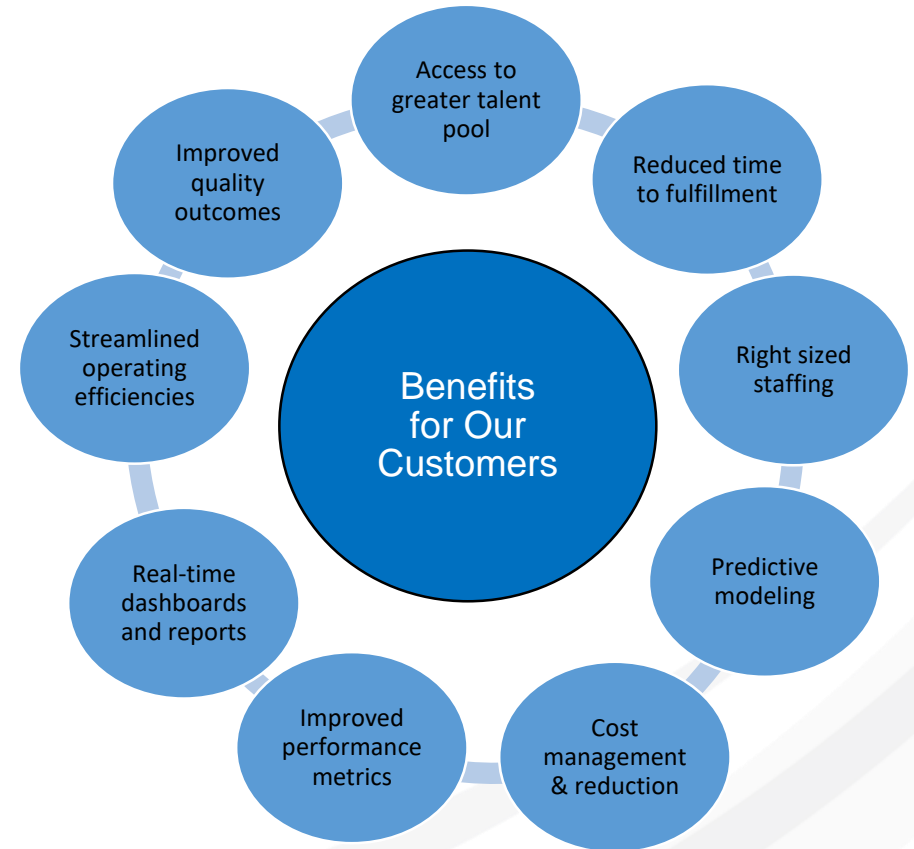 Access to
greater talent
pool
Reduced time
to fulfillment
Right sized
staffing
Predictive
modeling
Cost
management
& reduction
Improved
performance
metrics
Real-time
dashboards
and reports
Streamlined
operating
efficiencies
Improved
quality
outcomes
Benefits
for Our
Customers